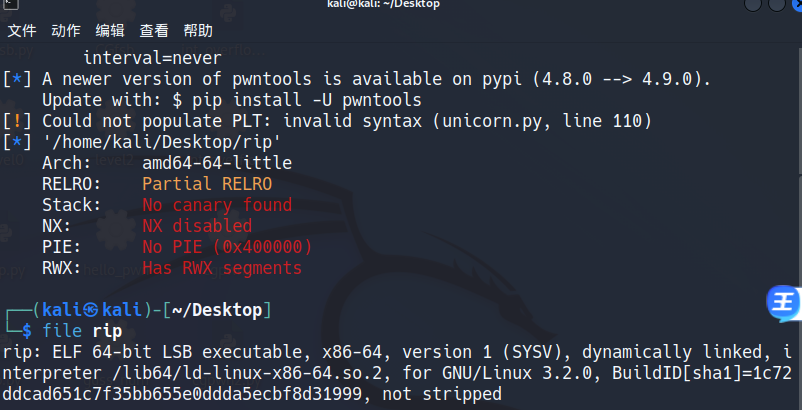 kali@kali: ~/Desktop
文件 动作 编辑 查看 帮助
interval=never
[*] A newer version of pwntools is available on pypi (4.8.0 --> 4.9.0).
Update with: $ pip install -U pwntools
[!] Could not populate PLT: invalid syntax (unicorn.py, line 110)
[*] '/home/kali/Desktop/rip'
Arch: amd64-64-little
RELRO: Partial RELRO
Stack: No canary found
NX: NX disabled
PIE: No PIE (0x400000)
RWX: Has RWX segments
┌──(kali㉿kali)-[~/Desktop]
└─$ file rip
rip: ELF 64-bit LSB executable, x86-64, version 1 (SYSV), dynamically linked, i
nterpreter /lib64/ld-linux-x86-64.so.2, for GNU/Linux 3.2.0, BuildID[sha1]=1c72
ddcad651c7f35bb655e0ddda5ecbf8d31999, not stripped
王